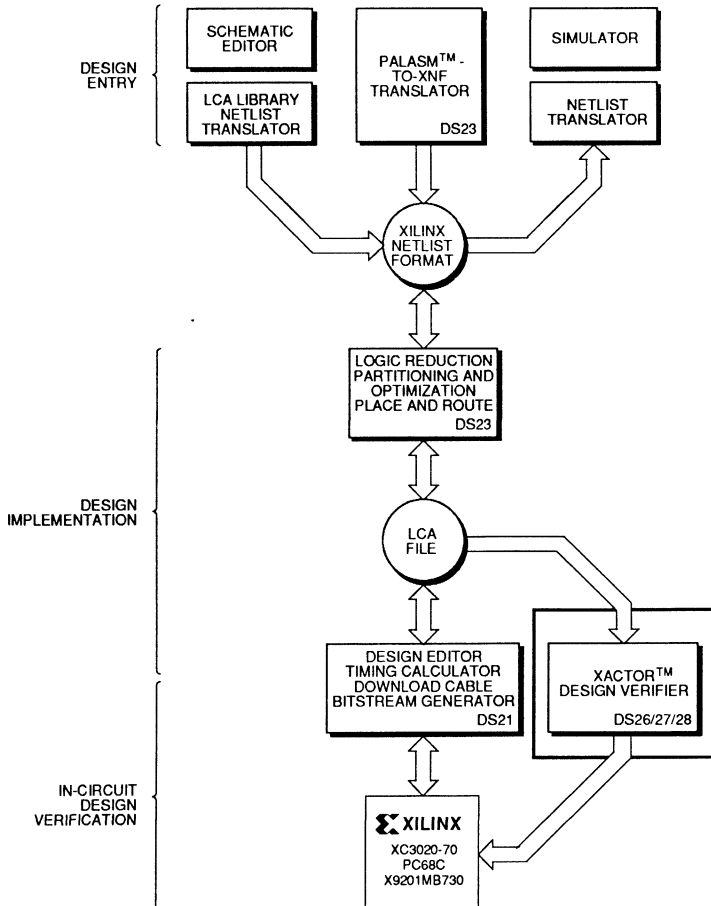 DESIGN
ENTRY
SCHEMATIC
EDITOR
LCA LIBRARY
NETLIST
TRANSLATOR
PALASM™ -
TO-XNF
TRANSLATOR
DS23
SIMULATOR
NETLIST
TRANSLATOR
XILINX
NETLIST
FORMAT
DESIGN
IMPLEMENTATION
LOGIC REDUCTION
PARTITIONING AND
OPTIMIZATION
PLACE AND ROUTE
DS23
LCA
FILE
DESIGN EDITOR
TIMING CALCULATOR
DOWNLOAD CABLE
BITSTREAM GENERATOR
DS21
XACTOR™
DESIGN VERIFIER
DS26/27/28
IN-CIRCUIT
DESIGN
VERIFICATION
XILINX
XC3020-70
PC68C
X9201MB730